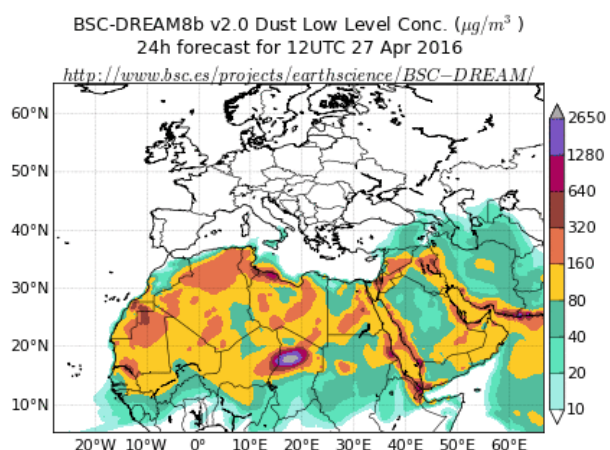 BSC-DREAM8b v2.0 Dust Low Level Conc. (μg/m³ )
24h forecast for 12UTC 27 Apr 2016
http://www.bsc.es/projects/earthscience/BSC−DREAM/
60°N
50°N
40°N
30°N
20°N
10°N
2650
1280
640
320
160
80
40
20
10
20°W 10°W 0° 10°E 20°E 30°E 40°E 50°E 60°E